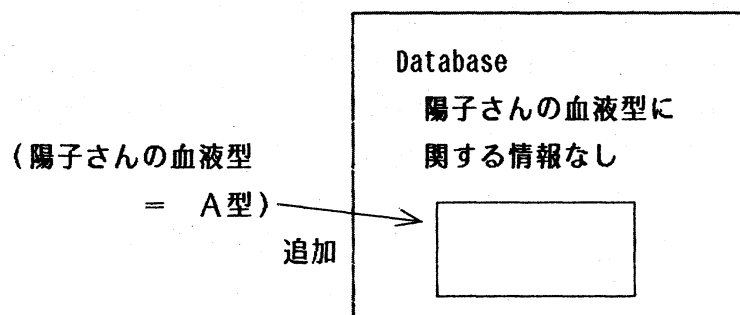 Database
陽子さんの血液型に
関する情報なし
(陽子さんの血液型
= A型)
追加